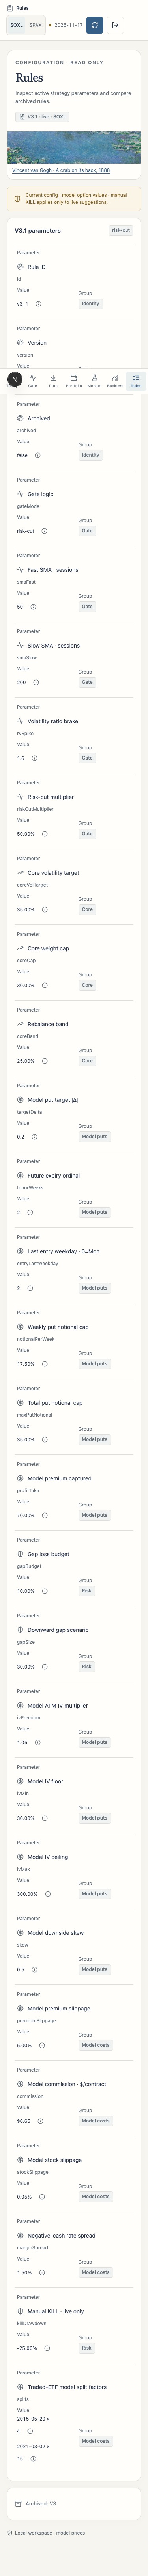 Rules
SOXL SPAX 2026-11-17
CONFIGURATION · READ ONLY
Rules
Inspect active strategy parameters and compare archived rules.
V3.1 · live · SOXL
Vincent van Gogh · A crab on its back, 1888
Current config · model option values · manual KILL applies only to live suggestions.
V3.1 parameters risk-cut
Parameter
Rule ID
id
Value
v3_1
Group
Identity
Parameter
Version
version
Value
Group
N
Gate
Puts
Portfolio
Monitor
Backtest
Rules
Parameter
Archived
archived
Value
false
Group
Identity
Parameter
Gate logic
gateMode
Value
risk-cut
Group
Gate
Parameter
Fast SMA · sessions
smaFast
Value
50
Group
Gate
Parameter
Slow SMA · sessions
smaSlow
Value
200
Group
Gate
Parameter
Volatility ratio brake
rvSpike
Value
1.6
Group
Gate
Parameter
Risk-cut multiplier
riskCutMultiplier
Value
50.00%
Group
Gate
Parameter
Core volatility target
coreVolTarget
Value
35.00%
Group
Core
Parameter
Core weight cap
coreCap
Value
30.00%
Group
Core
Parameter
Rebalance band
coreBand
Value
25.00%
Group
Core
Parameter
Model put target |Δ|
targetDelta
Value
0.2
Group
Model puts
Parameter
Future expiry ordinal
tenorWeeks
Value
2
Group
Model puts
Parameter
Last entry weekday · 0=Mon
entryLastWeekday
Value
2
Group
Model puts
Parameter
Weekly put notional cap
notionalPerWeek
Value
17.50%
Group
Model puts
Parameter
Total put notional cap
maxPutNotional
Value
35.00%
Group
Model puts
Parameter
Model premium captured
profitTake
Value
70.00%
Group
Model puts
Parameter
Gap loss budget
gapBudget
Value
10.00%
Group
Risk
Parameter
Downward gap scenario
gapSize
Value
30.00%
Group
Risk
Parameter
Model ATM IV multiplier
ivPremium
Value
1.05
Group
Model puts
Parameter
Model IV floor
ivMin
Value
30.00%
Group
Model puts
Parameter
Model IV ceiling
ivMax
Value
300.00%
Group
Model puts
Parameter
Model downside skew
skew
Value
0.5
Group
Model puts
Parameter
Model premium slippage
premiumSlippage
Value
5.00%
Group
Model costs
Parameter
Model commission · $/contract
commission
Value
$0.65
Group
Model costs
Parameter
Model stock slippage
stockSlippage
Value
0.05%
Group
Model costs
Parameter
Negative-cash rate spread
marginSpread
Value
1.50%
Group
Model costs
Parameter
Manual KILL · live only
killDrawdown
Value
-25.00%
Group
Risk
Parameter
Traded-ETF model split factors
splits
Value
2015-05-20 ×
4
2021-03-02 ×
15
Group
Model costs
Archived: V3
Local workspace · model prices